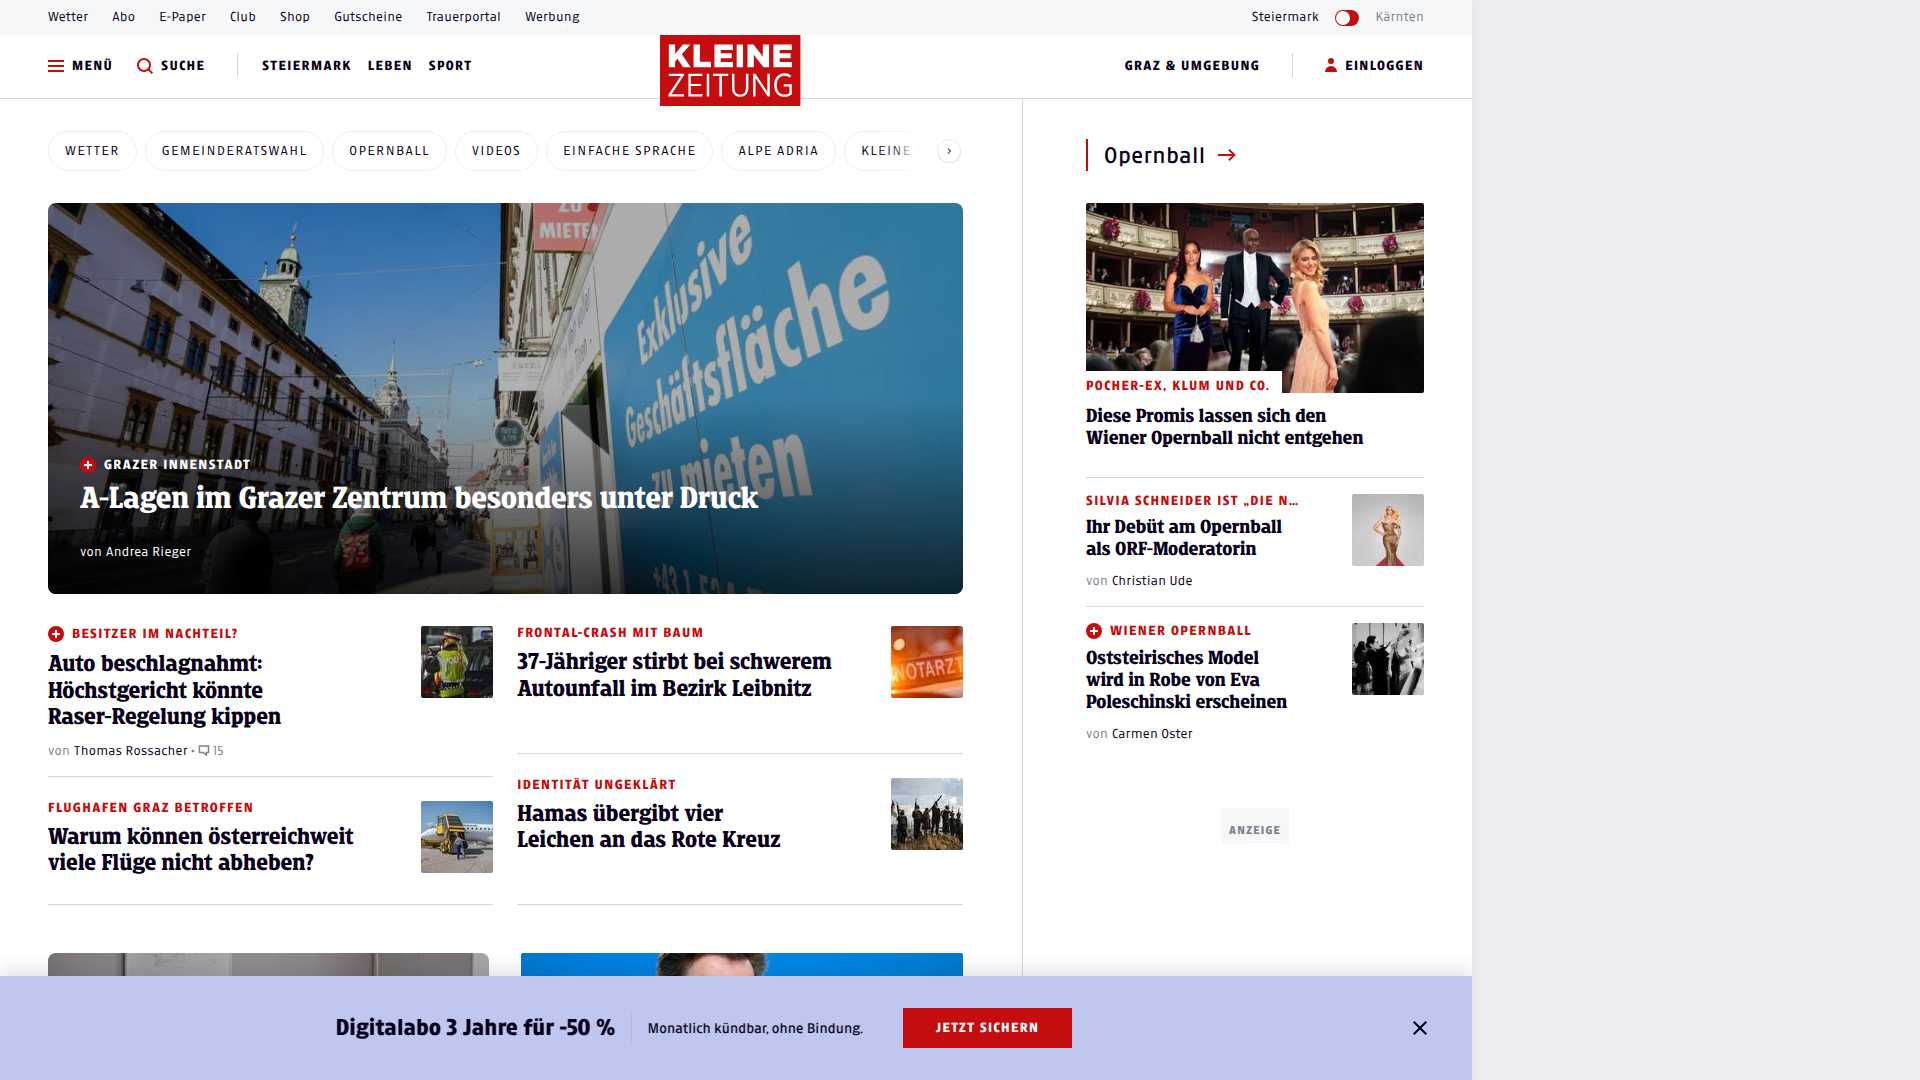 Wetter Abo E-Paper Club Shop Gutscheine Trauerportal Werbung
Steiermark Kärnten
MENÜ SUCHE STEIERMARK LEBEN SPORT
KLEINE
ZEITUNG
GRAZ & UMGEBUNG EINLOGGEN
WETTER GEMEINDERATSWAHL OPERNBALL VIDEOS EINFACHE SPRACHE ALPE ADRIA KLEINE
ZU
MIETEN
Exklusive
Geschäftsfläche
zu mieten
GRAZER INNENSTADT
A-Lagen im Grazer Zentrum besonders unter Druck
von Andrea Rieger
BESITZER IM NACHTEIL?
Auto beschlagnahmt:
Höchstgericht könnte
Raser-Regelung kippen
von Thomas Rossacher • 15
FRONTAL-CRASH MIT BAUM
37-Jähriger stirbt bei schwerem
Autounfall im Bezirk Leibnitz
NOTARZT
FLUGHAFEN GRAZ BETROFFEN
Warum können österreichweit
viele Flüge nicht abheben?
IDENTITÄT UNGEKLÄRT
Hamas übergibt vier
Leichen an das Rote Kreuz
Opernball
POCHER-EX, KLUM UND CO.
Diese Promis lassen sich den
Wiener Opernball nicht entgehen
SILVIA SCHNEIDER IST „DIE N...
Ihr Debüt am Opernball
als ORF-Moderatorin
von Christian Ude
WIENER OPERNBALL
Oststeirisches Model
wird in Robe von Eva
Poleschinski erscheinen
von Carmen Oster
ANZEIGE
Digitalabo 3 Jahre für -50 %
Monatlich kündbar, ohne Bindung.
JETZT SICHERN